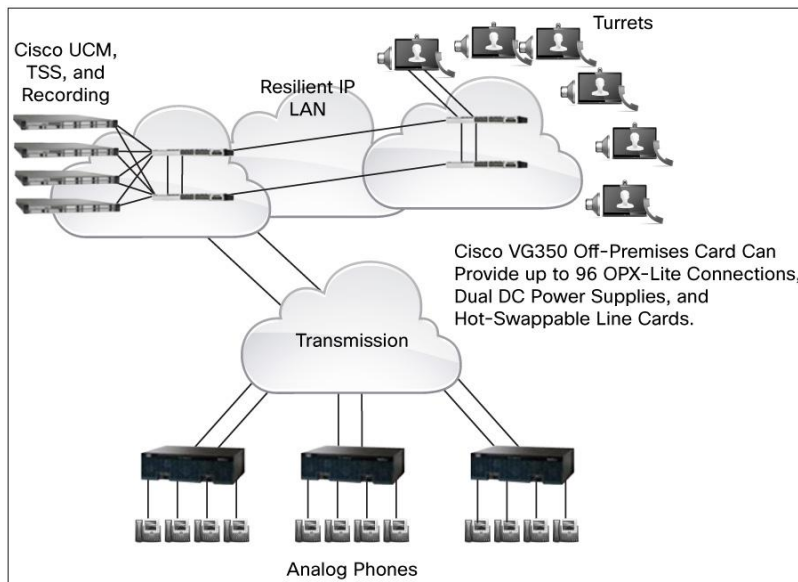 Turrets
Cisco UCM,
TSS, and
Recording
Resilient IP
LAN
Cisco VG350 Off-Premises Card Can
Provide up to 96 OPX-Lite Connections,
Dual DC Power Supplies, and
Hot-Swappable Line Cards.
Transmission
Analog Phones